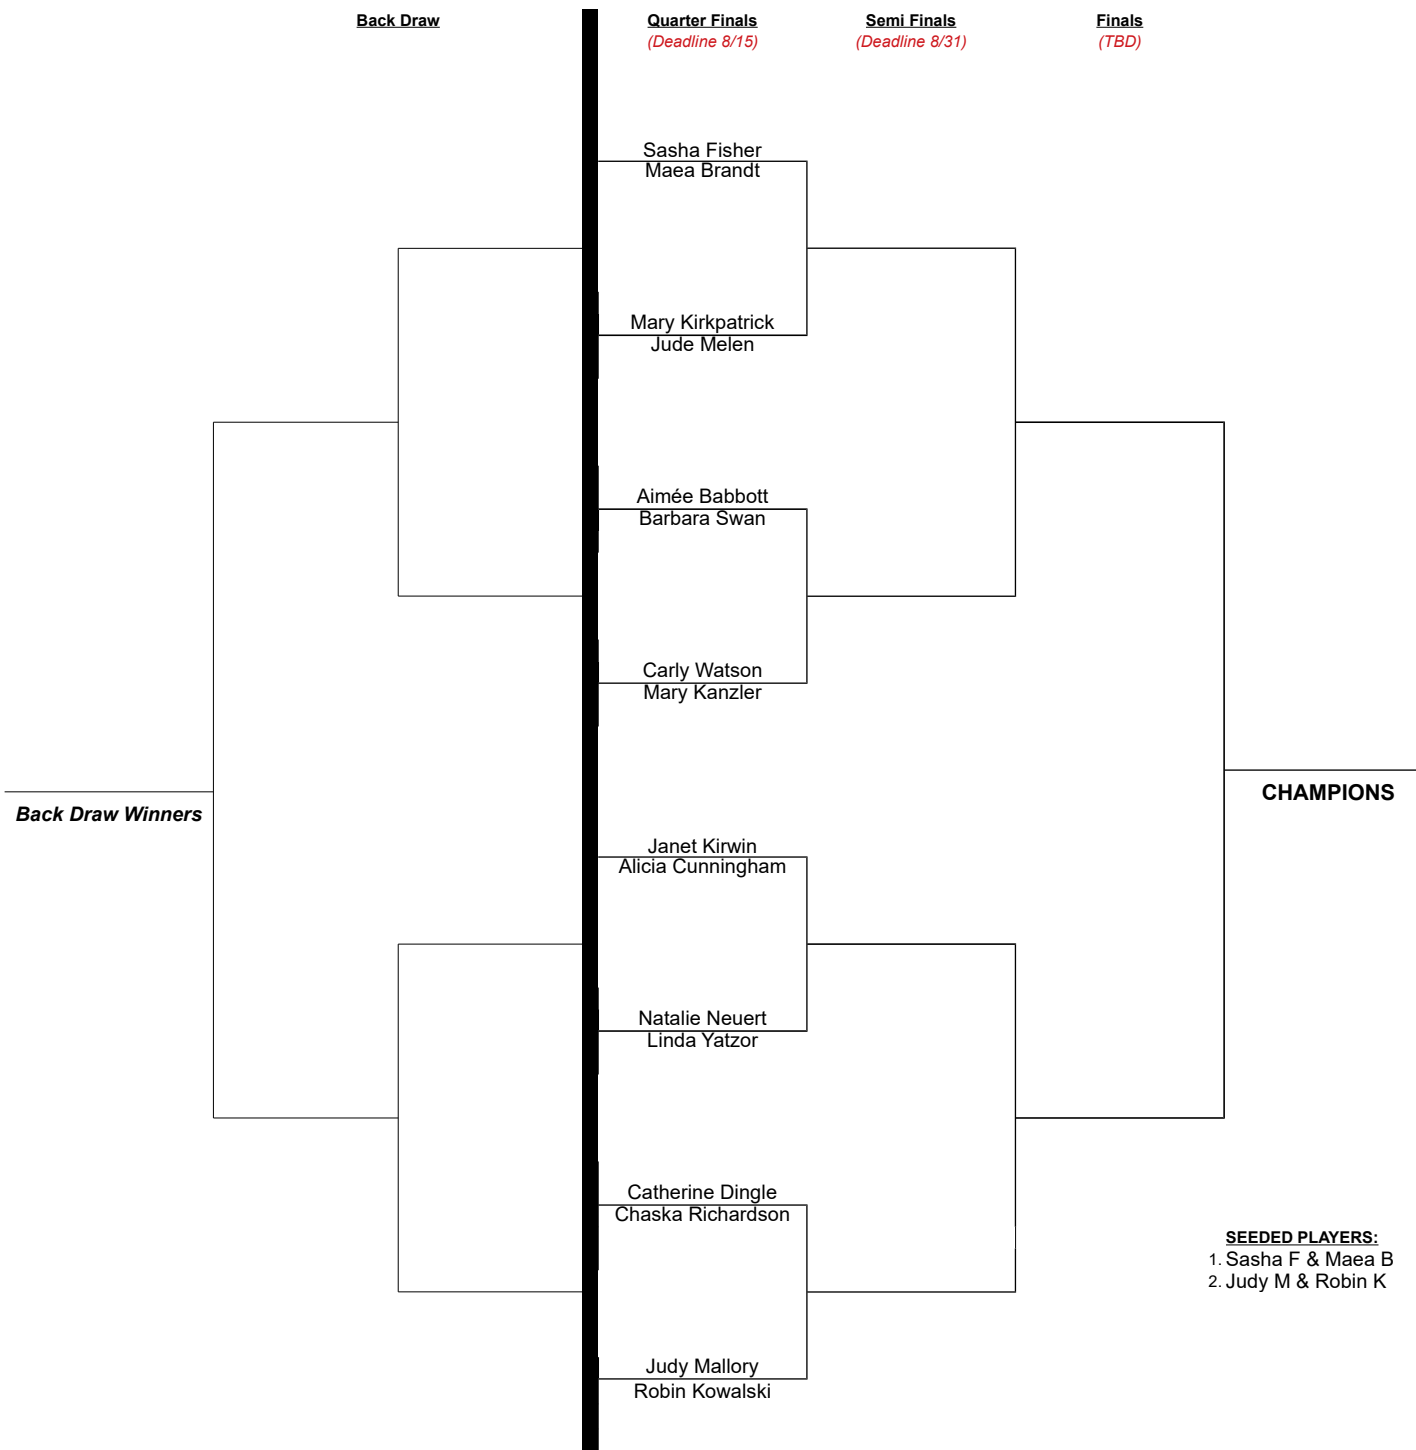 Back Draw
Quarter Finals
(Deadline 8/15)
Semi Finals
(Deadline 8/31)
Finals
(TBD)
Sasha Fisher
Maea Brandt
Mary Kirkpatrick
Jude Melen
Aimée Babbott
Barbara Swan
Carly Watson
Mary Kanzler
CHAMPIONS
Back Draw Winners
Janet Kirwin
Alicia Cunningham
Natalie Neuert
Linda Yatzor
Catherine Dingle
Chaska Richardson
SEEDED PLAYERS:
1. Sasha F & Maea B
2. Judy M & Robin K
Judy Mallory
Robin Kowalski